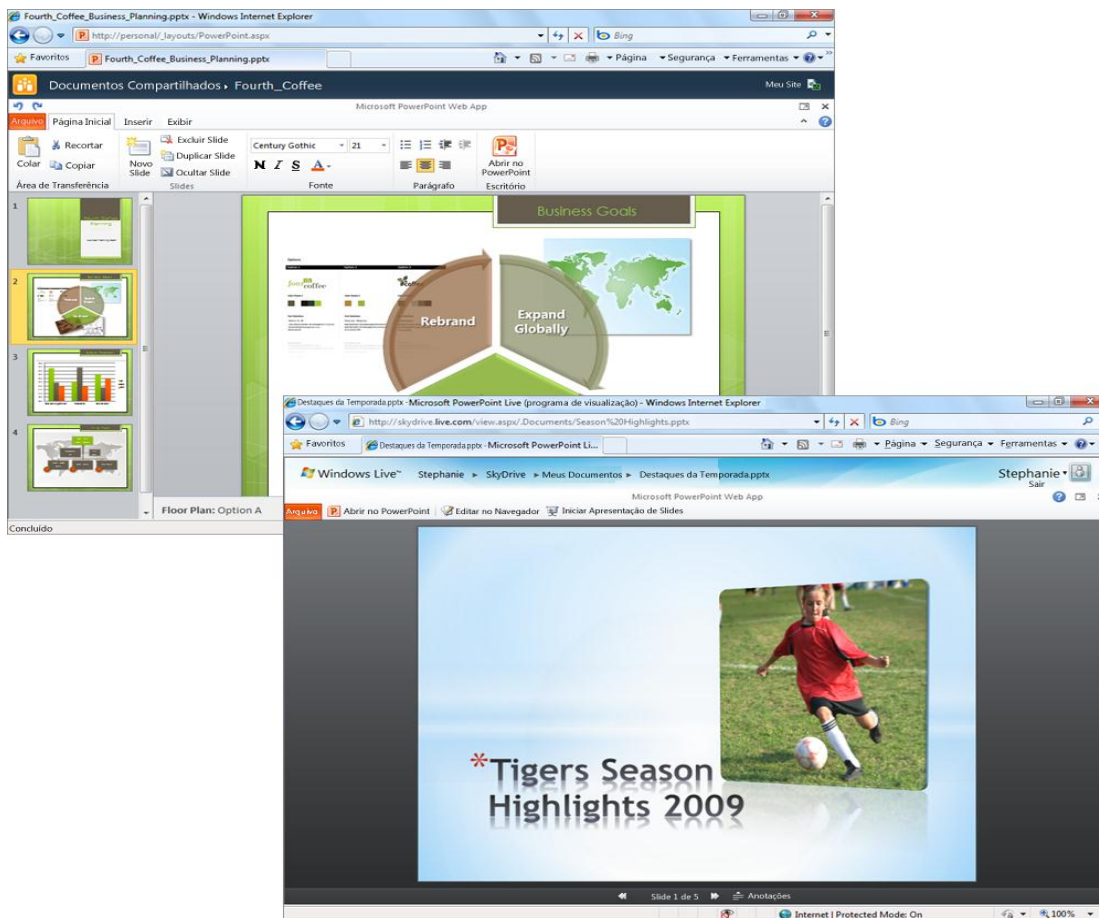 Fourth_Coffee_Business_Planning.pptx - Windows Internet Explorer
http://personal/_layouts/PowerPoint.aspx
Bing
Favoritos
Fourth_Coffee_Business_Planning.pptx
Página
Segurança
Ferramentas
Documentos Compartilhados
Fourth_Coffee
Meu Site
Microsoft PowerPoint Web App
Arquivo
Página Inicial
Inserir
Exibir
Colar
Recortar
Copiar
Área de Transferência
Novo
Slide
Excluir Slide
Duplicar Slide
Ocultar Slide
Slides
Century Gothic
21
N I S A
Fonte
Parágrafo
Abrir no
PowerPoint
Escritório
1
2
3
4
Business Goals
coffee
Rebrand
Expand
Globally
Floor Plan: Option A
Concluído
Destaques da Temporada.pptx - Microsoft PowerPoint Live (programa de visualização) - Windows Internet Explorer
http://skydrive.live.com/view.aspx/.Documents/Season%20Highlights.pptx
Bing
Favoritos
Destaques da Temporada.pptx - Microsoft PowerPoint Li...
Página
Segurança
Ferramentas
Windows Live
Stephanie
SkyDrive
Meus Documentos
Destaques da Temporada.pptx
Stephanie
Sair
Microsoft PowerPoint Web App
Arquivo
Abrir no PowerPoint
Editar no Navegador
Iniciar Apresentação de Slides
*Tigers Season
Highlights 2009
Slide 1 de 5
Anotações
Internet | Protected Mode: On
100%